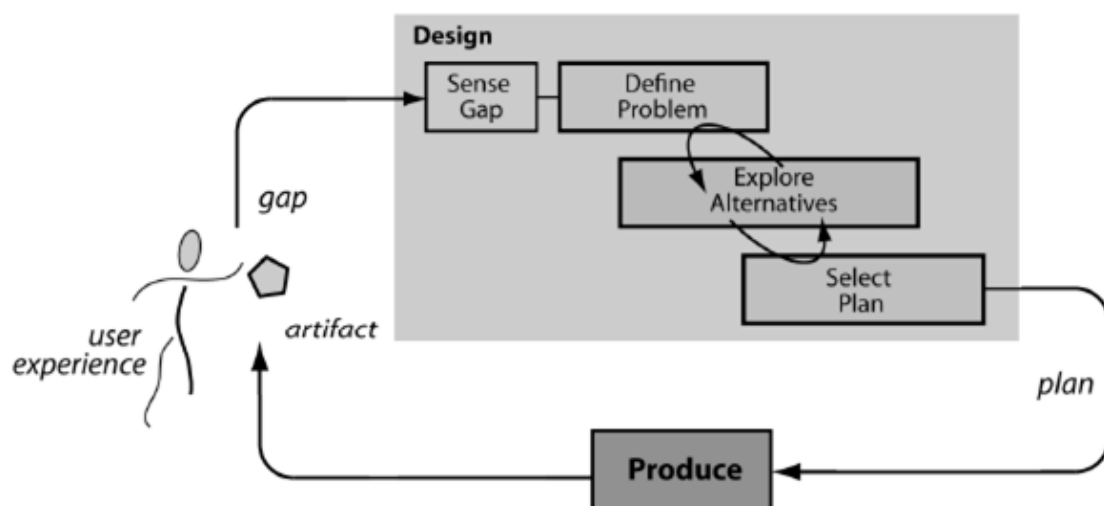 Design
Sense
Gap
Define
Problem
Explore
Alternatives
Select
Plan
gap
artifact
user
experience
plan
Produce